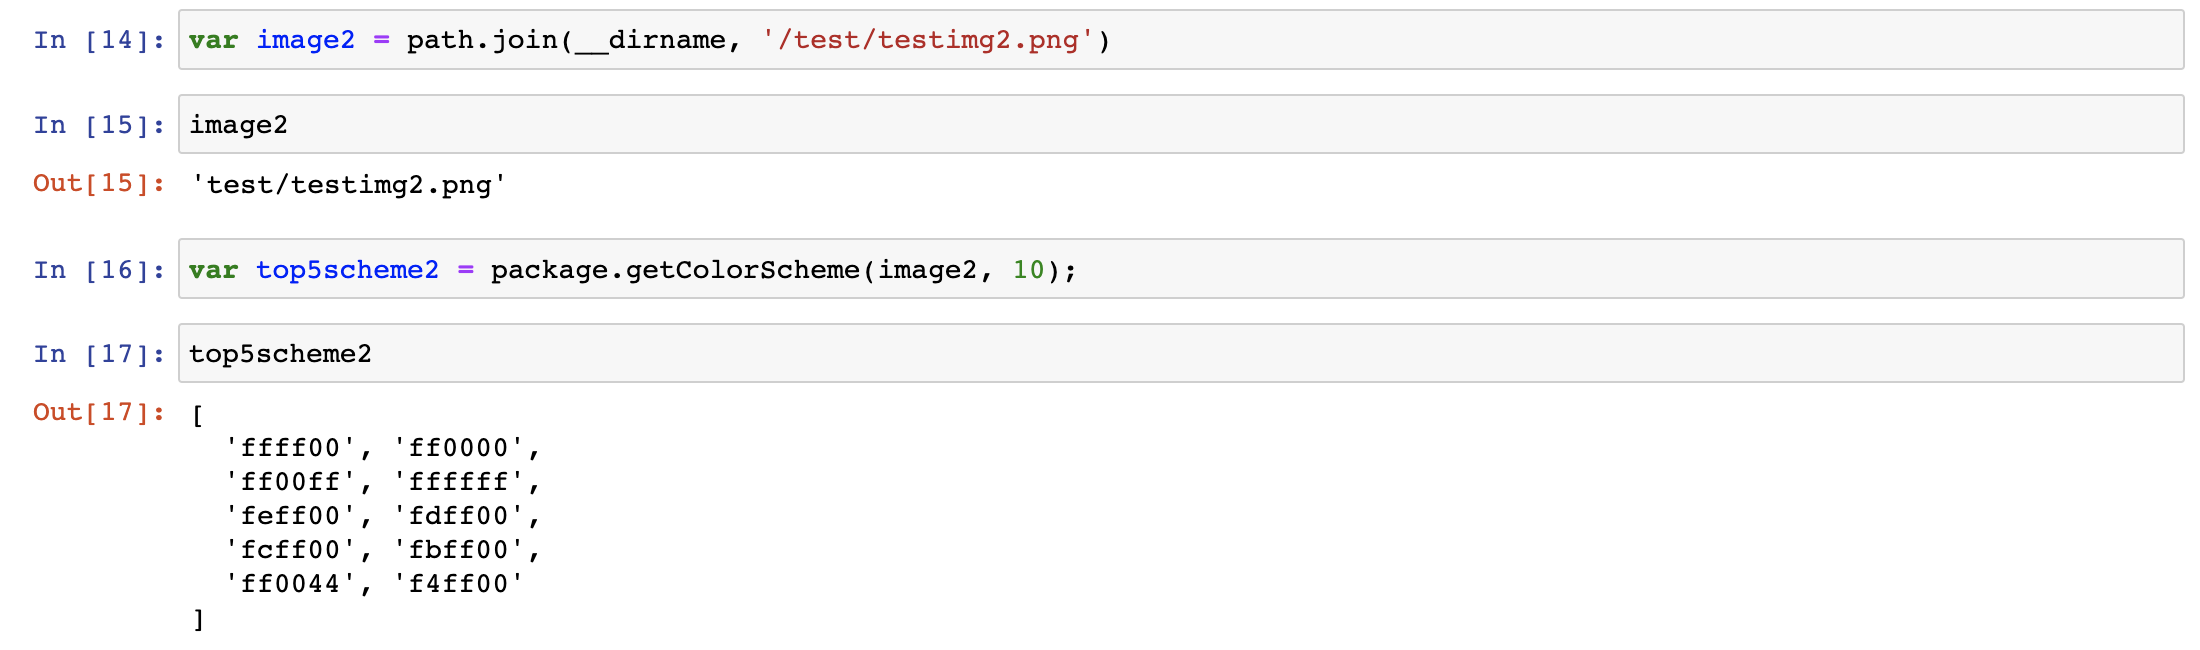 In [14]: var image2 = path.join(__dirname, '/test/testimg2.png')
In [15]: image2
Out[15]: 'test/testimg2.png'
In [16]: var top5scheme2 = package.getColorScheme(image2, 10);
In [17]: top5scheme2
Out[17]: [
'ffff00', 'ff0000',
'ff00ff', 'ffffff',
'feff00', 'fdff00',
'fcff00', 'fbff00',
'ff0044', 'f4ff00'
]